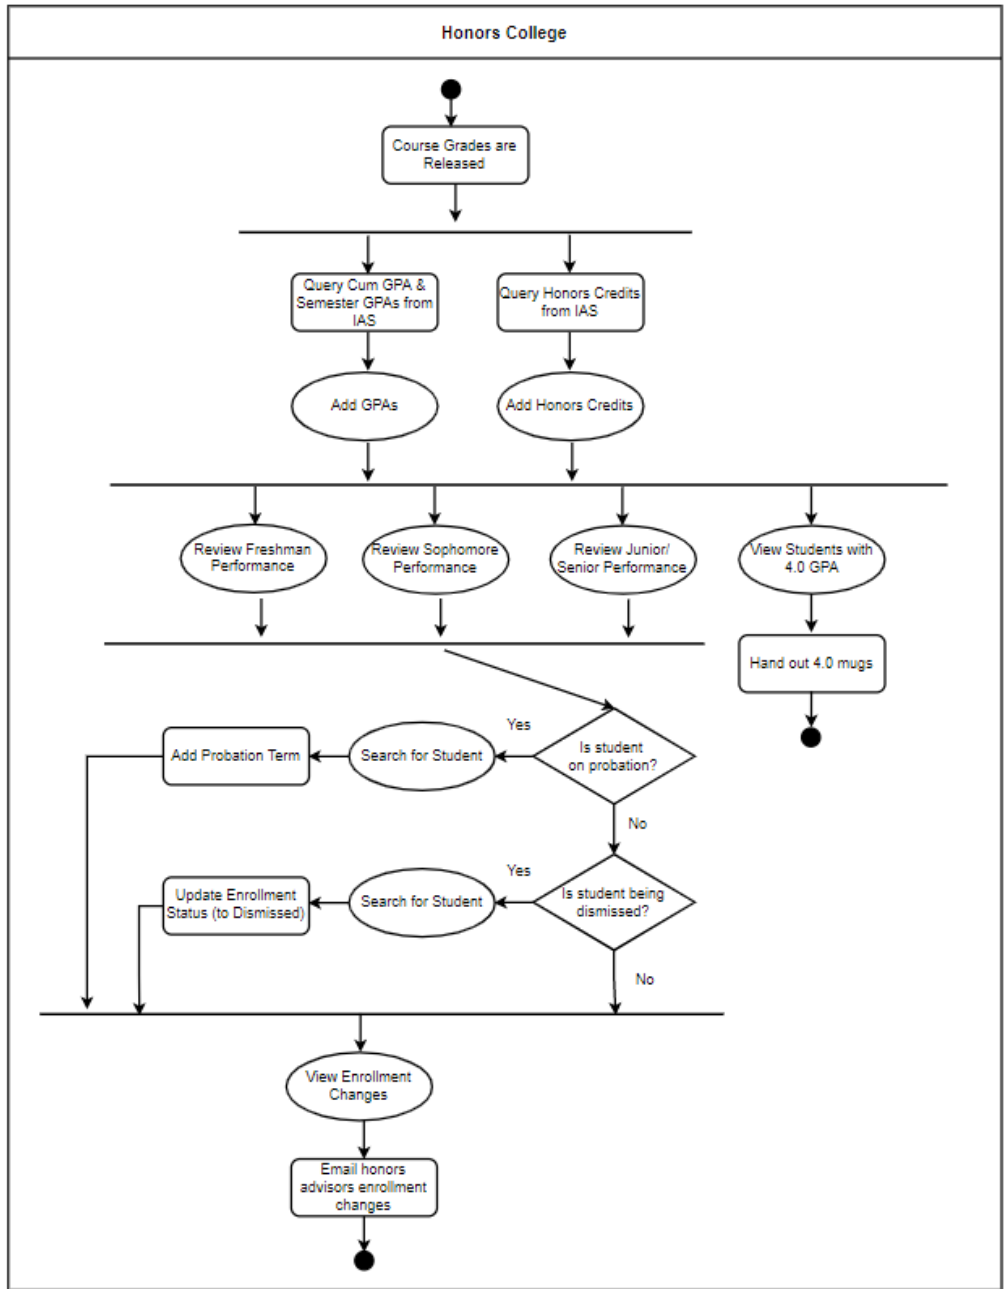 Honors College
Course Grades are
Released
Query Cum GPA &
Semester GPAs from
IAS
Query Honors Credits
from IAS
Add GPAs
Add Honors Credits
Review Freshman
Performance
Review Sophomore
Performance
Review Junior/
Senior Performance
View Students with
4.0 GPA
Hand out 4.0 mugs
Is student
on probation?
Yes
Search for Student
Add Probation Term
No
Is student being
dismissed?
Yes
Search for Student
Update Enrollment
Status (to Dismissed)
No
View Enrollment
Changes
Email honors
advisors enrollment
changes